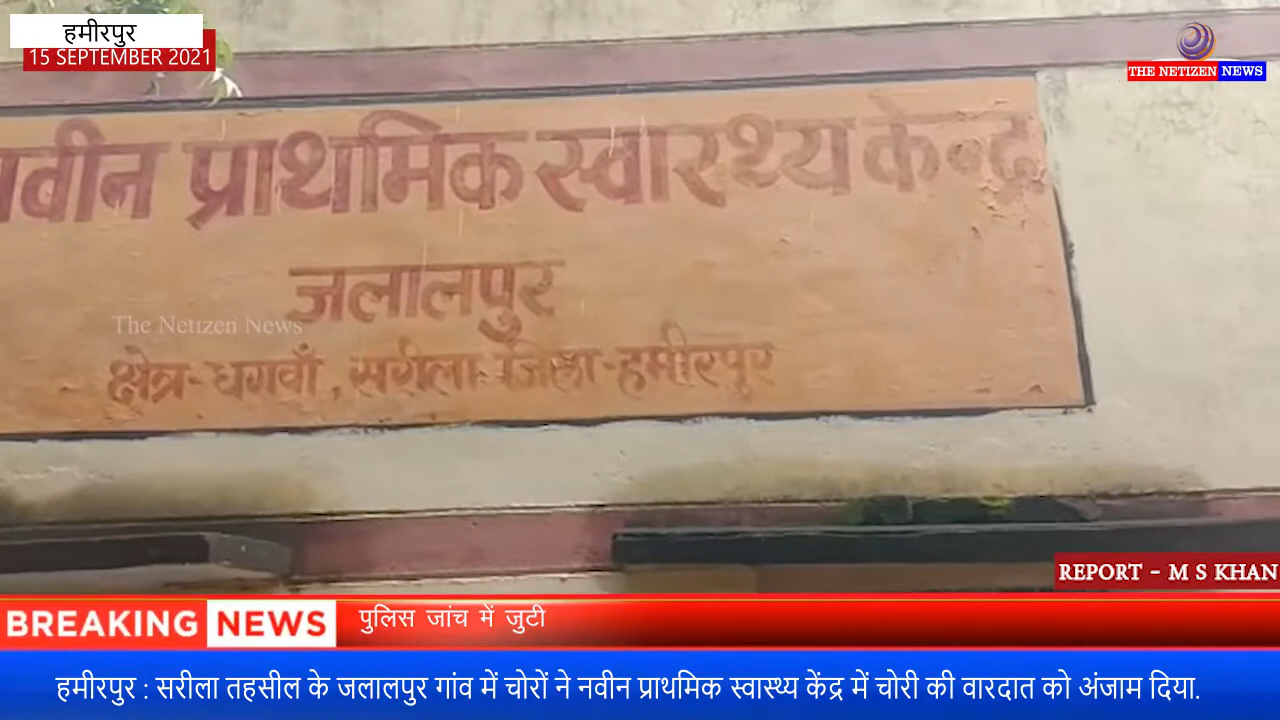 हमीरपुर
15 SEPTEMBER 2021
THE NETIZEN NEWS
नवीन प्राथमिक स्वास्थ्य केन्द्र
जलालपुर
The Netizen News
क्षेत्र-धगवाँ, सरीला-जिला-हमीरपुर
REPORT - M S KHAN
BREAKING NEWS पुलिस जांच में जुटी
हमीरपुर : सरीला तहसील के जलालपुर गांव में चोरों ने नवीन प्राथमिक स्वास्थ्य केंद्र में चोरी की वारदात को अंजाम दिया.